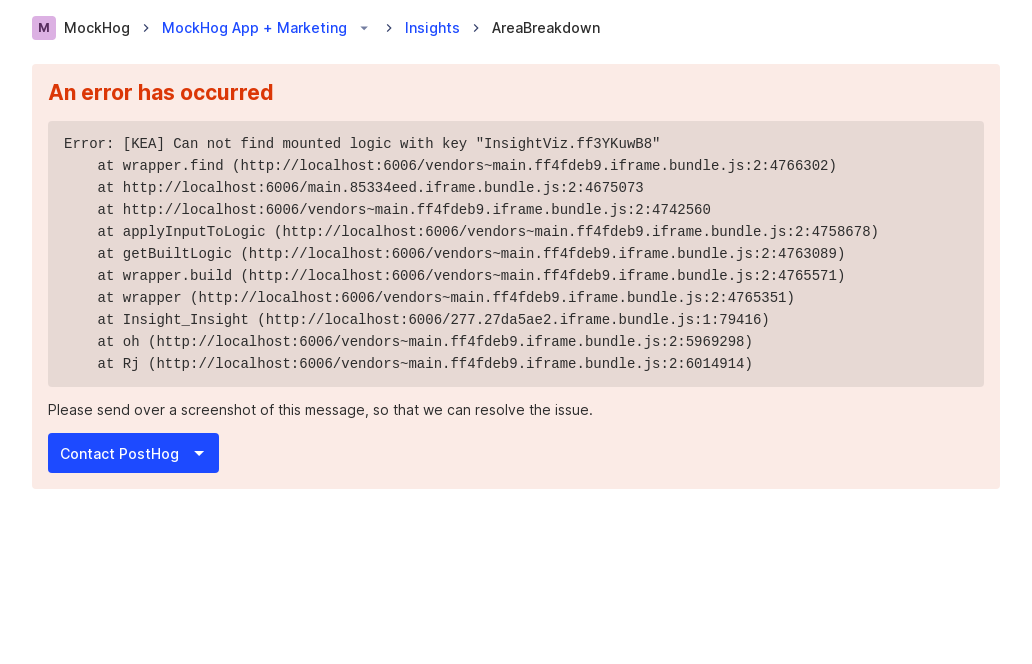 M MockHog MockHog App + Marketing Insights AreaBreakdown
An error has occurred
Error: [KEA] Can not find mounted logic with key "InsightViz.ff3YKuwB8"
at wrapper.find (http://localhost:6006/vendors~main.ff4fdeb9.iframe.bundle.js:2:4766302)
at http://localhost:6006/main.85334eed.iframe.bundle.js:2:4675073
at http://localhost:6006/vendors~main.ff4fdeb9.iframe.bundle.js:2:4742560
at applyInputToLogic (http://localhost:6006/vendors~main.ff4fdeb9.iframe.bundle.js:2:4758678)
at getBuiltLogic (http://localhost:6006/vendors~main.ff4fdeb9.iframe.bundle.js:2:4763089)
at wrapper.build (http://localhost:6006/vendors~main.ff4fdeb9.iframe.bundle.js:2:4765571)
at wrapper (http://localhost:6006/vendors~main.ff4fdeb9.iframe.bundle.js:2:4765351)
at Insight_Insight (http://localhost:6006/277.27da5ae2.iframe.bundle.js:1:79416)
at oh (http://localhost:6006/vendors~main.ff4fdeb9.iframe.bundle.js:2:5969298)
at Rj (http://localhost:6006/vendors~main.ff4fdeb9.iframe.bundle.js:2:6014914)
Please send over a screenshot of this message, so that we can resolve the issue.
Contact PostHog